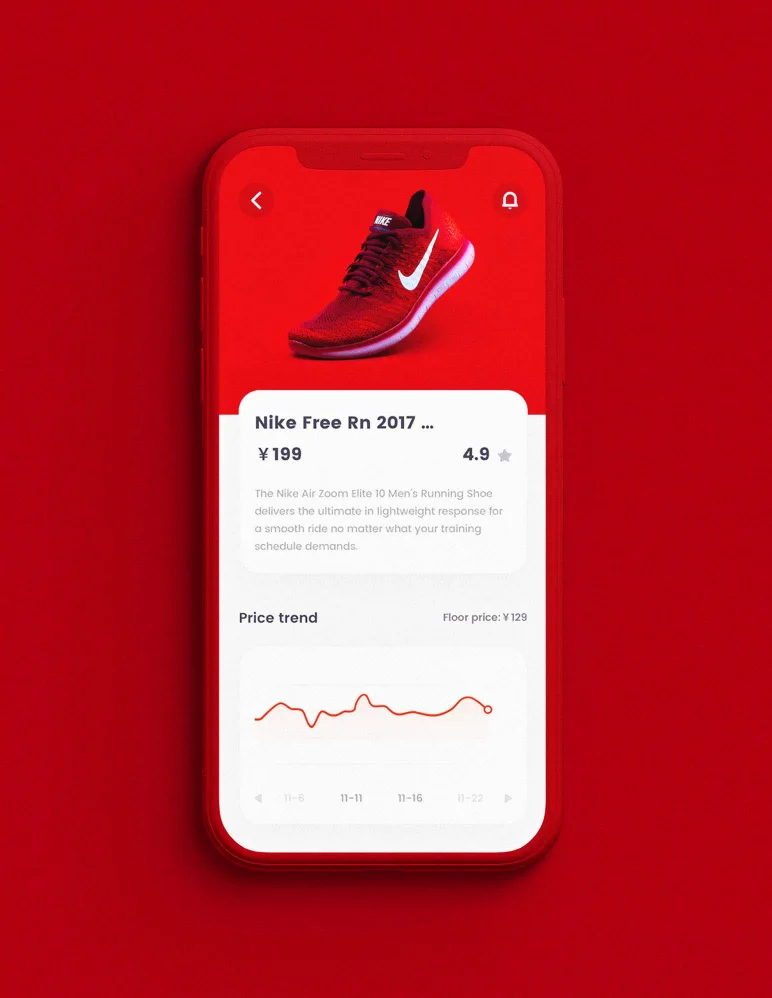 NIKE
Nike Free Rn 2017 ...
¥199
4.9
The Nike Air Zoom Elite 10 Men's Running Shoe
delivers the ultimate in lightweight response for
a smooth ride no matter what your training
schedule demands.
Price trend
Floor price: ¥129
11-6
11-11
11-16
11-22